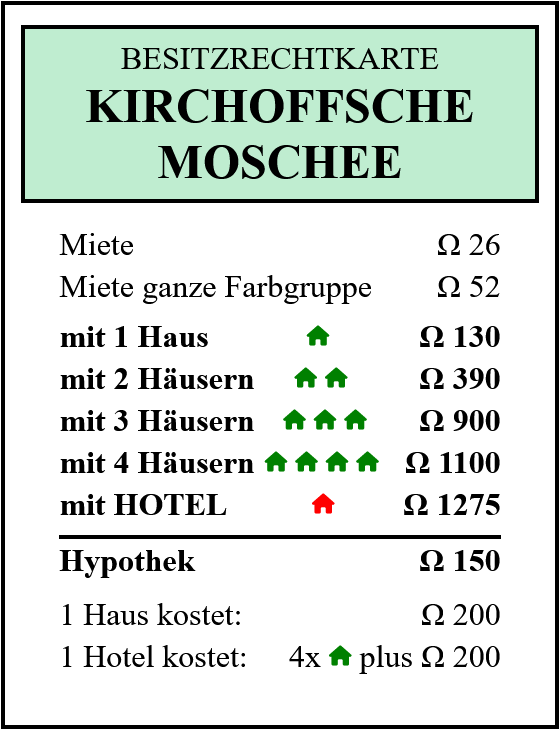 BESITZRECHTKARTE
KIRCHOFFSCHE
MOSCHEE
Miete Ω 26
Miete ganze Farbgruppe Ω 52
mit 1 Haus Ω 130
mit 2 Häusern Ω 390
mit 3 Häusern Ω 900
mit 4 Häusern Ω 1100
mit HOTEL Ω 1275
Hypothek Ω 150
1 Haus kostet: Ω 200
1 Hotel kostet: 4x plus Ω 200